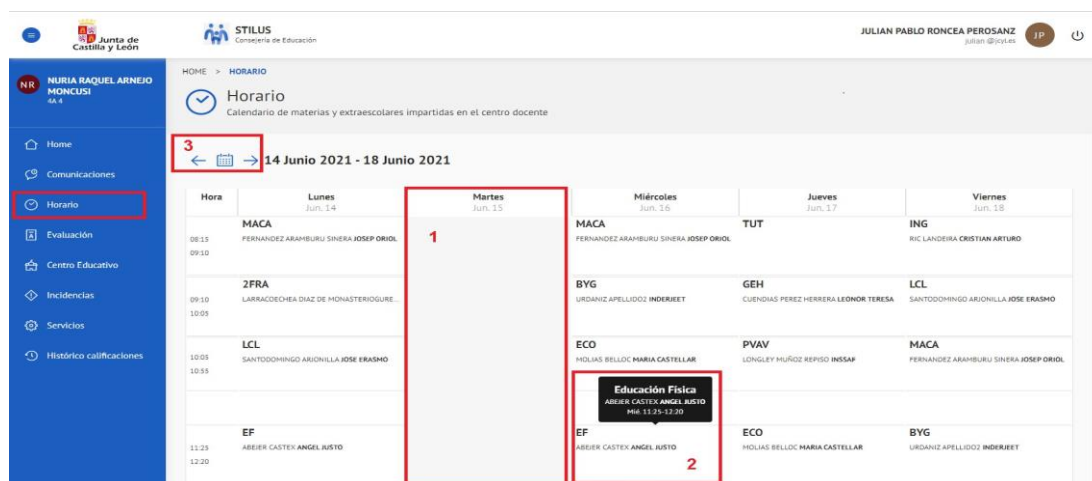 Junta de
Castilla y León
STILUS
Consejería de Educación
JULIAN PABLO RONCEA PEROSANZ
julian @jcyl.es
JP
NR
NURIA RAQUEL ARNEJO
MONCUSI
4A 4
HOME > HORARIO
Horario
Calendario de materias y extraescolares impartidas en el centro docente
Home
Comunicaciones
Horario
Evaluación
Centro Educativo
Incidencias
Servicios
Histórico calificaciones
3
← → 14 Junio 2021 - 18 Junio 2021
Hora Lunes Martes Miércoles Jueves Viernes
Jun. 14 Jun. 15 Jun. 16 Jun. 17 Jun. 18
MACA MACA TUT ING
08:15 FERNANDEZ ARAMBURU SINERA JOSEP ORIOL 1 FERNANDEZ ARAMBURU SINERA JOSEP ORIOL RIC LANDEIRA CRISTIAN ARTURO
09:10
2FRA BYG GEH LCL
09:10 LARRACOECHEA DIAZ DE MONASTERIOGURE... URDANIZ APELLIDO2 INDERJEET CUENDIAS PEREZ HERRERA LEONOR TERESA SANTODOMINGO ARJONILLA JOSE ERASMO
10:05
LCL ECO PVAV MACA
10:05 SANTODOMINGO ARJONILLA JOSE ERASMO MOLIAS BELLOC MARIA CASTELLAR LONGLEY MUÑOZ REPISO INSSAF FERNANDEZ ARAMBURU SINERA JOSEP ORIOL
10:55
Educación Física
ABEJER CASTEX ANGEL JUSTO
Mié. 11:25-12:20
EF EF ECO BYG
11:25 ABEJER CASTEX ANGEL JUSTO ABEJER CASTEX ANGEL JUSTO MOLIAS BELLOC MARIA CASTELLAR URDANIZ APELLIDO2 INDERJEET
12:20
2